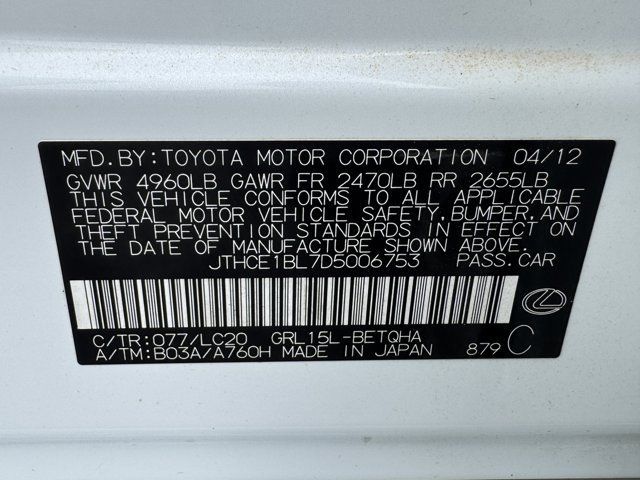 MFD. BY: TOYOTA MOTOR CORPORATION 04/12
GVWR 4960LB GAWR FR 2470LB RR 2655LB
THIS VEHICLE CONFORMS TO ALL APPLICABLE
FEDERAL MOTOR VEHICLE SAFETY, BUMPER, AND
THEFT PREVENTION STANDARDS IN EFFECT ON
THE DATE OF MANUFACTURE SHOWN ABOVE.
JTHCE1BL7D5006753 PASS. CAR
C/TR: 077/LC20 GRL15L-BETQHA
A/TM: B03A/A760H MADE IN JAPAN 879 C